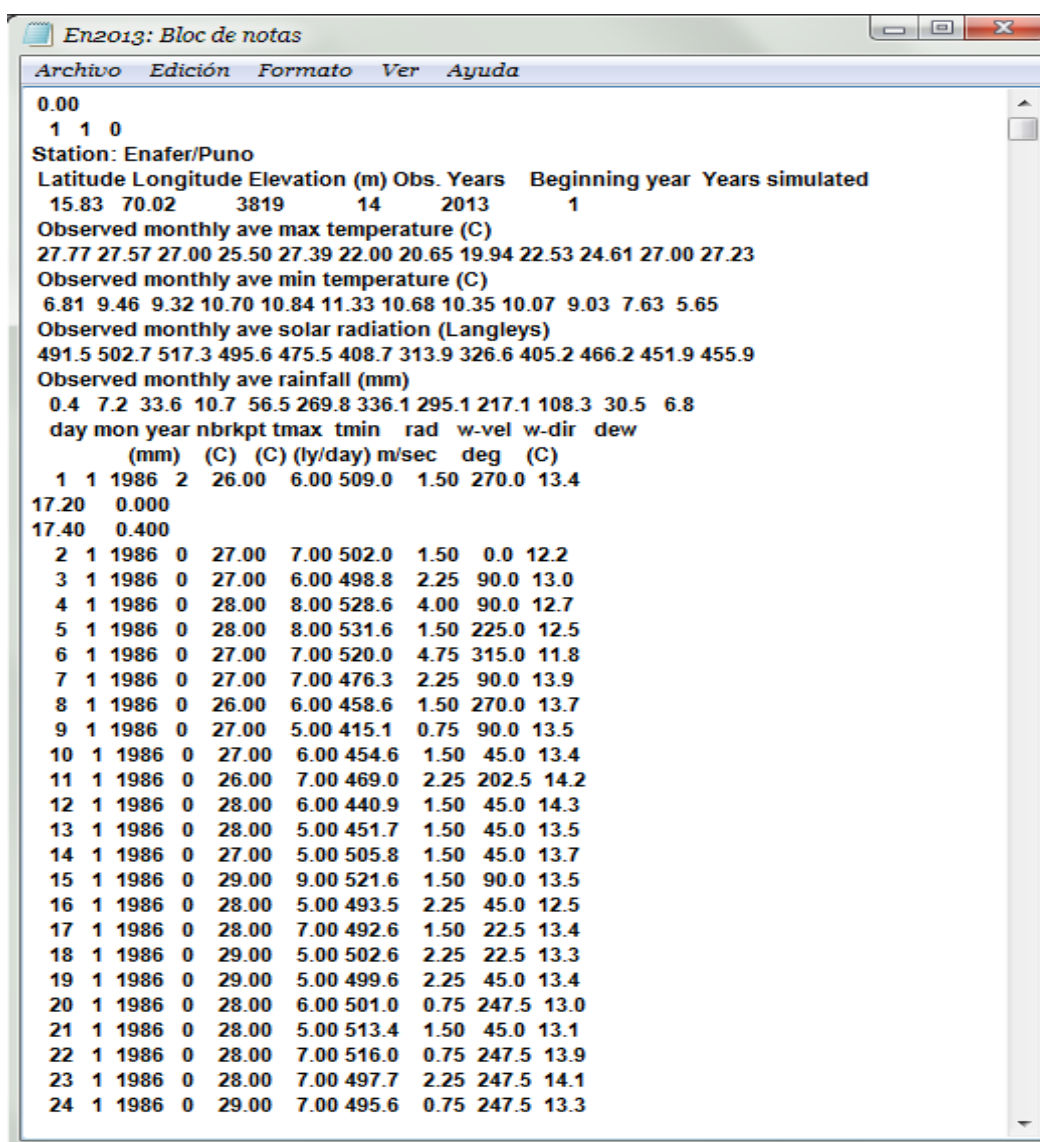 En2013: Bloc de notas
Archivo Edición Formato Ver Ayuda
0.00
1 1 0
Station: Enafer/Puno
Latitude Longitude Elevation (m) Obs. Years Beginning year Years simulated
15.83 70.02 3819 14 2013 1
Observed monthly ave max temperature (C)
27.77 27.57 27.00 25.50 27.39 22.00 20.65 19.94 22.53 24.61 27.00 27.23
Observed monthly ave min temperature (C)
6.81 9.46 9.32 10.70 10.84 11.33 10.68 10.35 10.07 9.03 7.63 5.65
Observed monthly ave solar radiation (Langleys)
491.5 502.7 517.3 495.6 475.5 408.7 313.9 326.6 405.2 466.2 451.9 455.9
Observed monthly ave rainfall (mm)
0.4 7.2 33.6 10.7 56.5 269.8 336.1 295.1 217.1 108.3 30.5 6.8
day mon year nbrkpt tmax tmin rad w-vel w-dir dew
(mm) (C) (C) (ly/day) m/sec deg (C)
1 1 1986 2 26.00 6.00 509.0 1.50 270.0 13.4
17.20 0.000
17.40 0.400
2 1 1986 0 27.00 7.00 502.0 1.50 0.0 12.2
3 1 1986 0 27.00 6.00 498.8 2.25 90.0 13.0
4 1 1986 0 28.00 8.00 528.6 4.00 90.0 12.7
5 1 1986 0 28.00 8.00 531.6 1.50 225.0 12.5
6 1 1986 0 27.00 7.00 520.0 4.75 315.0 11.8
7 1 1986 0 27.00 7.00 476.3 2.25 90.0 13.9
8 1 1986 0 26.00 6.00 458.6 1.50 270.0 13.7
9 1 1986 0 27.00 5.00 415.1 0.75 90.0 13.5
10 1 1986 0 27.00 6.00 454.6 1.50 45.0 13.4
11 1 1986 0 26.00 7.00 469.0 2.25 202.5 14.2
12 1 1986 0 28.00 6.00 440.9 1.50 45.0 14.3
13 1 1986 0 28.00 5.00 451.7 1.50 45.0 13.5
14 1 1986 0 27.00 5.00 505.8 1.50 45.0 13.7
15 1 1986 0 29.00 9.00 521.6 1.50 90.0 13.5
16 1 1986 0 28.00 5.00 493.5 2.25 45.0 12.5
17 1 1986 0 28.00 7.00 492.6 1.50 22.5 13.4
18 1 1986 0 29.00 5.00 502.6 2.25 22.5 13.3
19 1 1986 0 29.00 5.00 499.6 2.25 45.0 13.4
20 1 1986 0 28.00 6.00 501.0 0.75 247.5 13.0
21 1 1986 0 28.00 5.00 513.4 1.50 45.0 13.1
22 1 1986 0 28.00 7.00 516.0 0.75 247.5 13.9
23 1 1986 0 28.00 7.00 497.7 2.25 247.5 14.1
24 1 1986 0 29.00 7.00 495.6 0.75 247.5 13.3